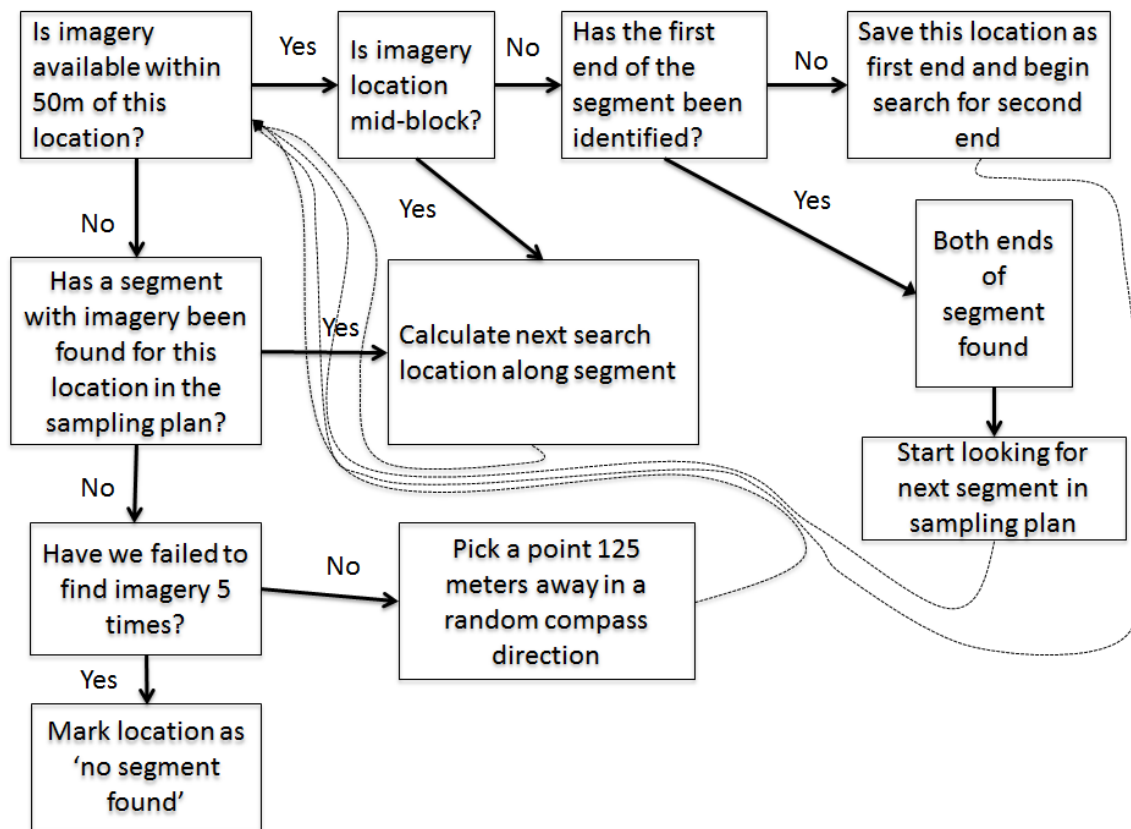 Is imagery
available within
50m of this
location?
Yes
Is imagery
location
mid-block?
No
Has the first
end of the
segment been
identified?
No
Save this location as
first end and begin
search for second
end
No
Yes
Yes
Both ends
of
segment
found
Has a segment
with imagery been
found for this
location in the
sampling plan?
Yes
Calculate next search
location along segment
Start looking for
next segment in
sampling plan
No
Have we failed to
find imagery 5
times?
No
Pick a point 125
meters away in a
random compass
direction
Yes
Mark location as
‘no segment
found’